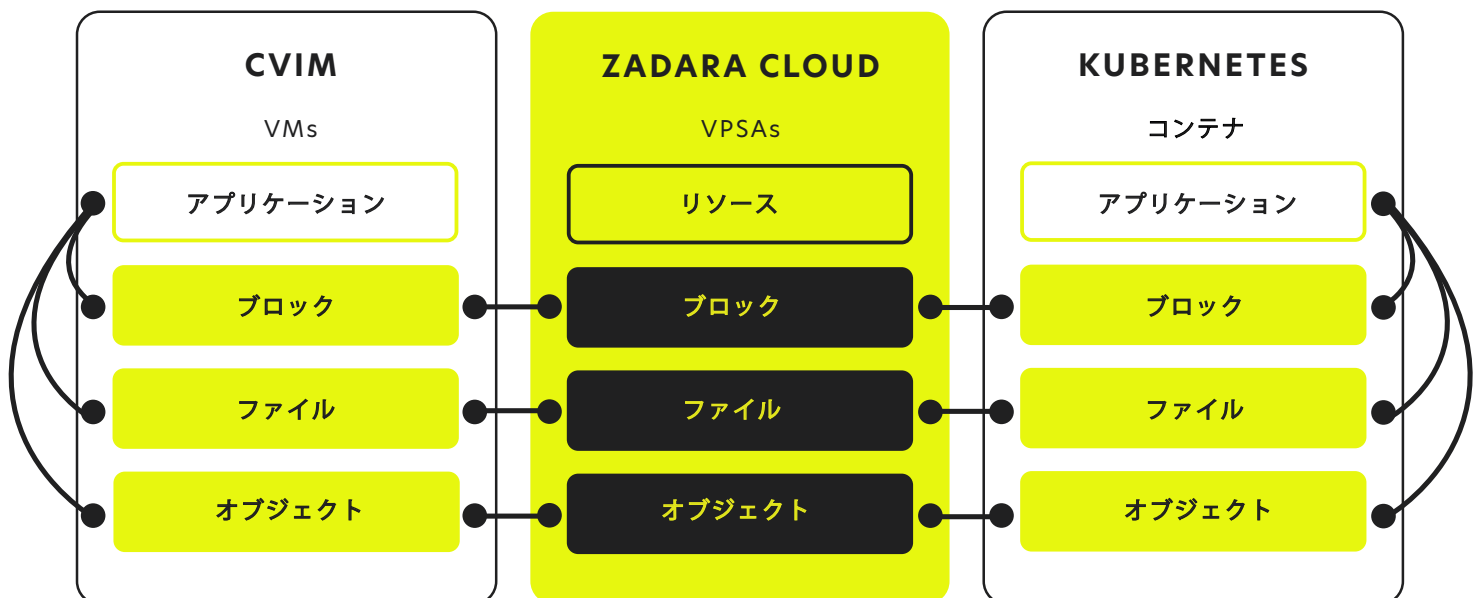 CVIM
VMs
アプリケーション
ブロック
ファイル
オブジェクト
ZADARA CLOUD
VPSAs
リソース
ブロック
ファイル
オブジェクト
KUBERNETES
コンテナ
アプリケーション
ブロック
ファイル
オブジェクト